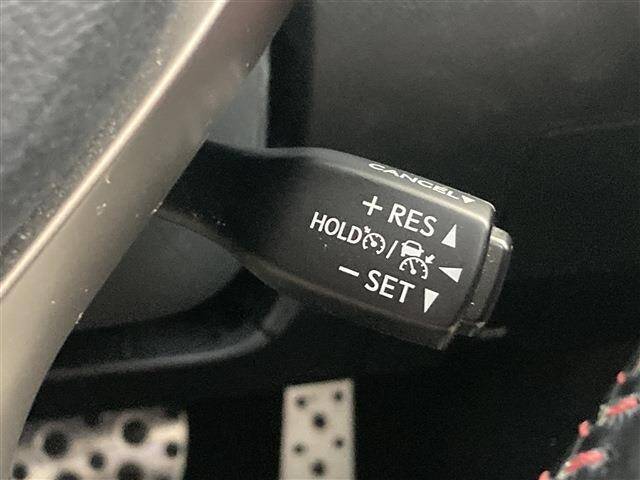 CANCEL▼
+ RES ▲
HOLD / ◀
− SET ▼